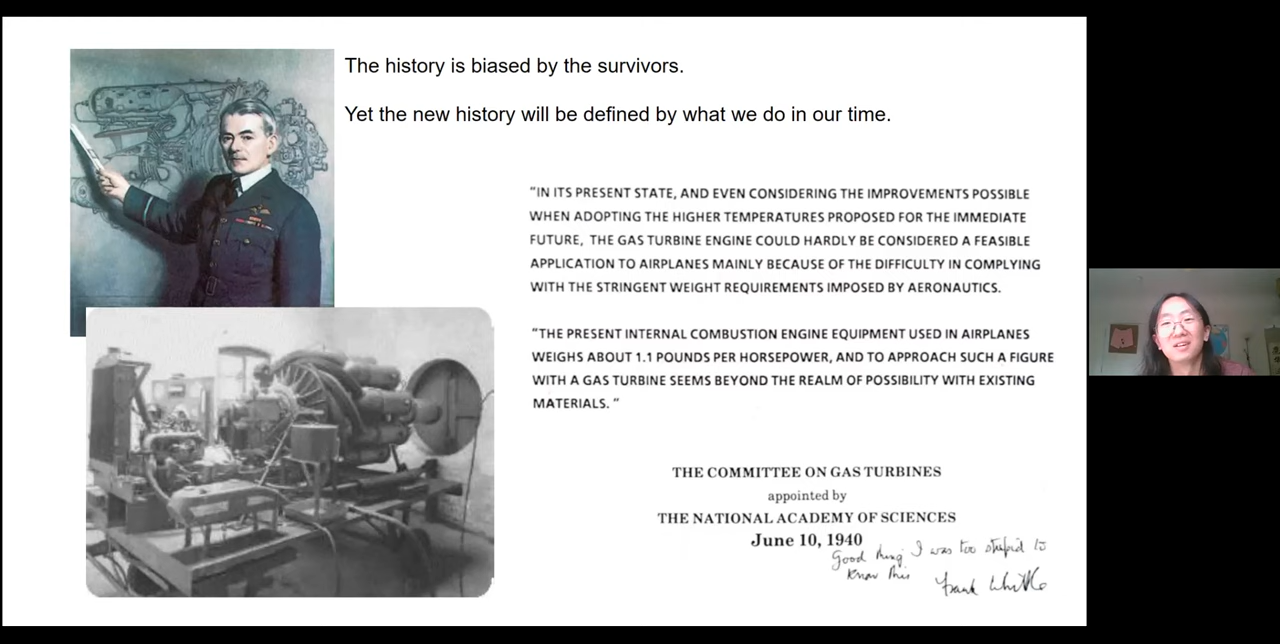 The history is biased by the survivors.
Yet the new history will be defined by what we do in our time.
"IN ITS PRESENT STATE, AND EVEN CONSIDERING THE IMPROVEMENTS POSSIBLE
WHEN ADOPTING THE HIGHER TEMPERATURES PROPOSED FOR THE IMMEDIATE
FUTURE, THE GAS TURBINE ENGINE COULD HARDLY BE CONSIDERED A FEASIBLE
APPLICATION TO AIRPLANES MAINLY BECAUSE OF THE DIFFICULTY IN COMPLYING
WITH THE STRINGENT WEIGHT REQUIREMENTS IMPOSED BY AERONAUTICS.
"THE PRESENT INTERNAL COMBUSTION ENGINE EQUIPMENT USED IN AIRPLANES
WEIGHS ABOUT 1.1 POUNDS PER HORSEPOWER, AND TO APPROACH SUCH A FIGURE
WITH A GAS TURBINE SEEMS BEYOND THE REALM OF POSSIBILITY WITH EXISTING
MATERIALS. "
THE COMMITTEE ON GAS TURBINES
appointed by
THE NATIONAL ACADEMY OF SCIENCES
June 10, 1940
Good thing I was too stupid to
know this
Frank Whittle